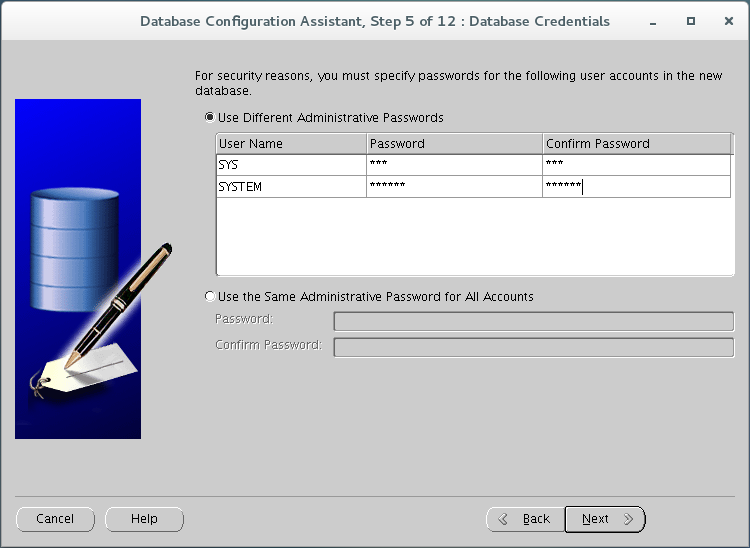 Database Configuration Assistant, Step 5 of 12 : Database Credentials
For security reasons, you must specify passwords for the following user accounts in the new
database.
Use Different Administrative Passwords
User Name Password Confirm Password
SYS *** ***
SYSTEM ****** ******
Use the Same Administrative Password for All Accounts
Password:
Confirm Password:
Cancel Help Back Next